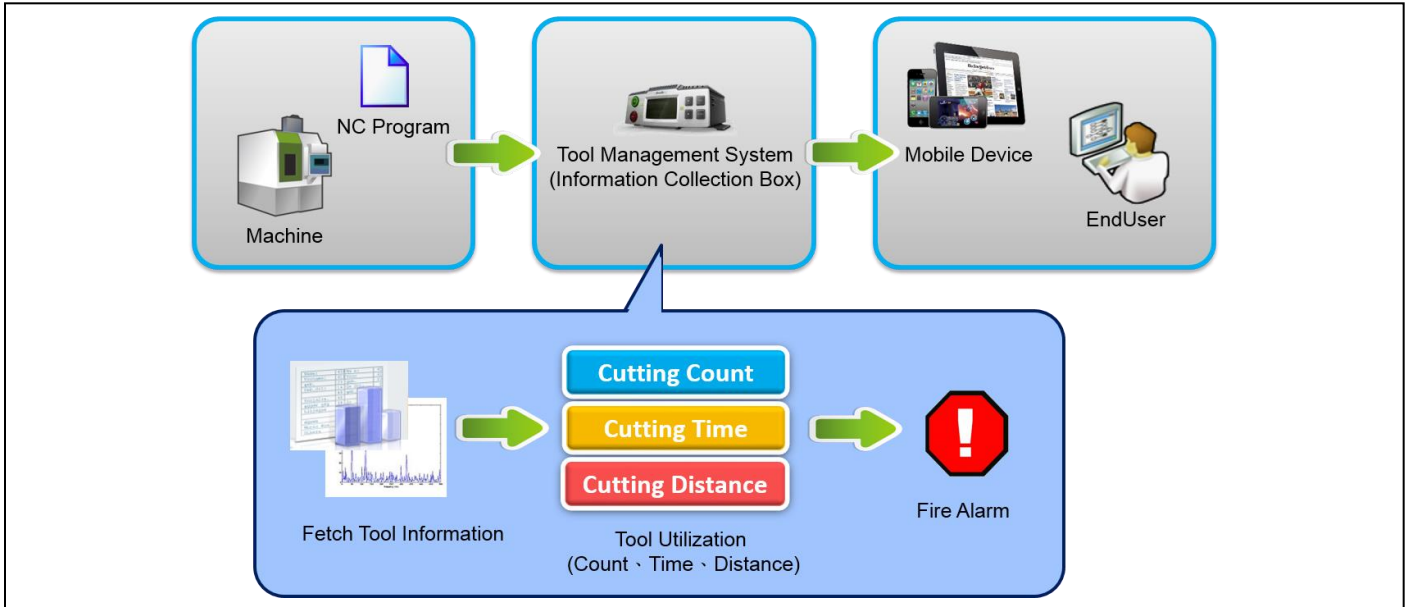 NC Program
Machine
Tool Management System
(Information Collection Box)
Mobile Device
EndUser
Cutting Count
Cutting Time
Cutting Distance
Fetch Tool Information
Tool Utilization
(Count、Time、Distance)
Fire Alarm